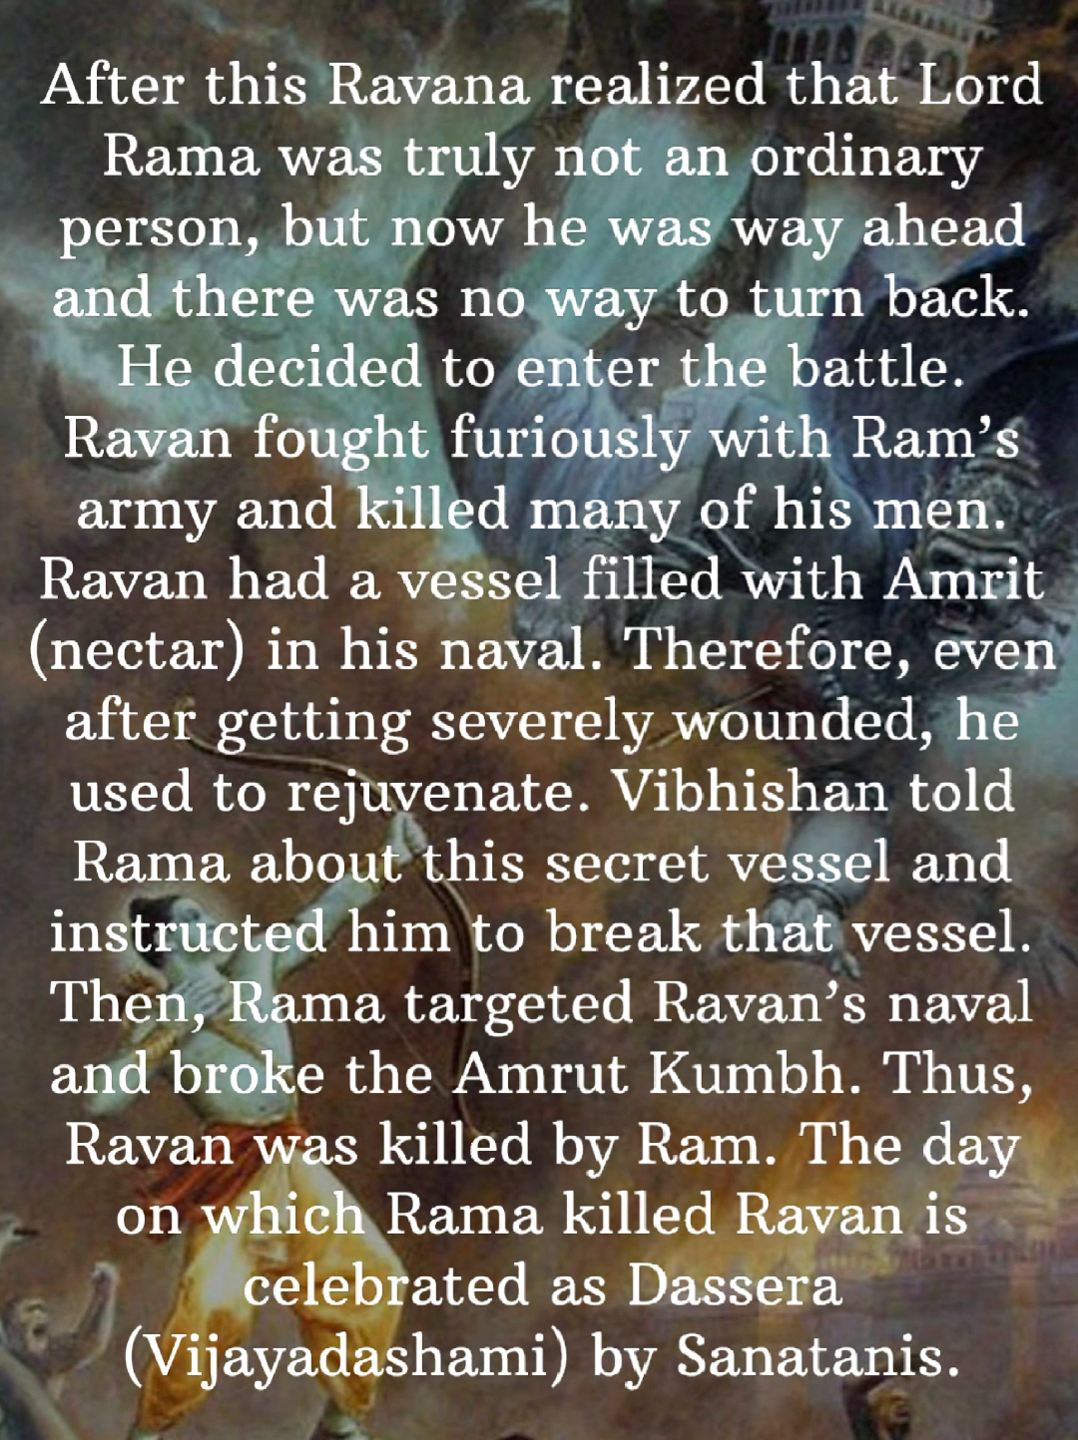 After this Ravana realized that Lord
Rama was truly not an ordinary
person, but now he was way ahead
and there was no way to turn back.
He decided to enter the battle.
Ravan fought furiously with Ram’s
army and killed many of his men.
Ravan had a vessel filled with Amrit
(nectar) in his naval. Therefore, even
after getting severely wounded, he
used to rejuvenate. Vibhishan told
Rama about this secret vessel and
instructed him to break that vessel.
Then, Rama targeted Ravan’s naval
and broke the Amrut Kumbh. Thus,
Ravan was killed by Ram. The day
on which Rama killed Ravan is
celebrated as Dassera
(Vijayadashami) by Sanatanis.